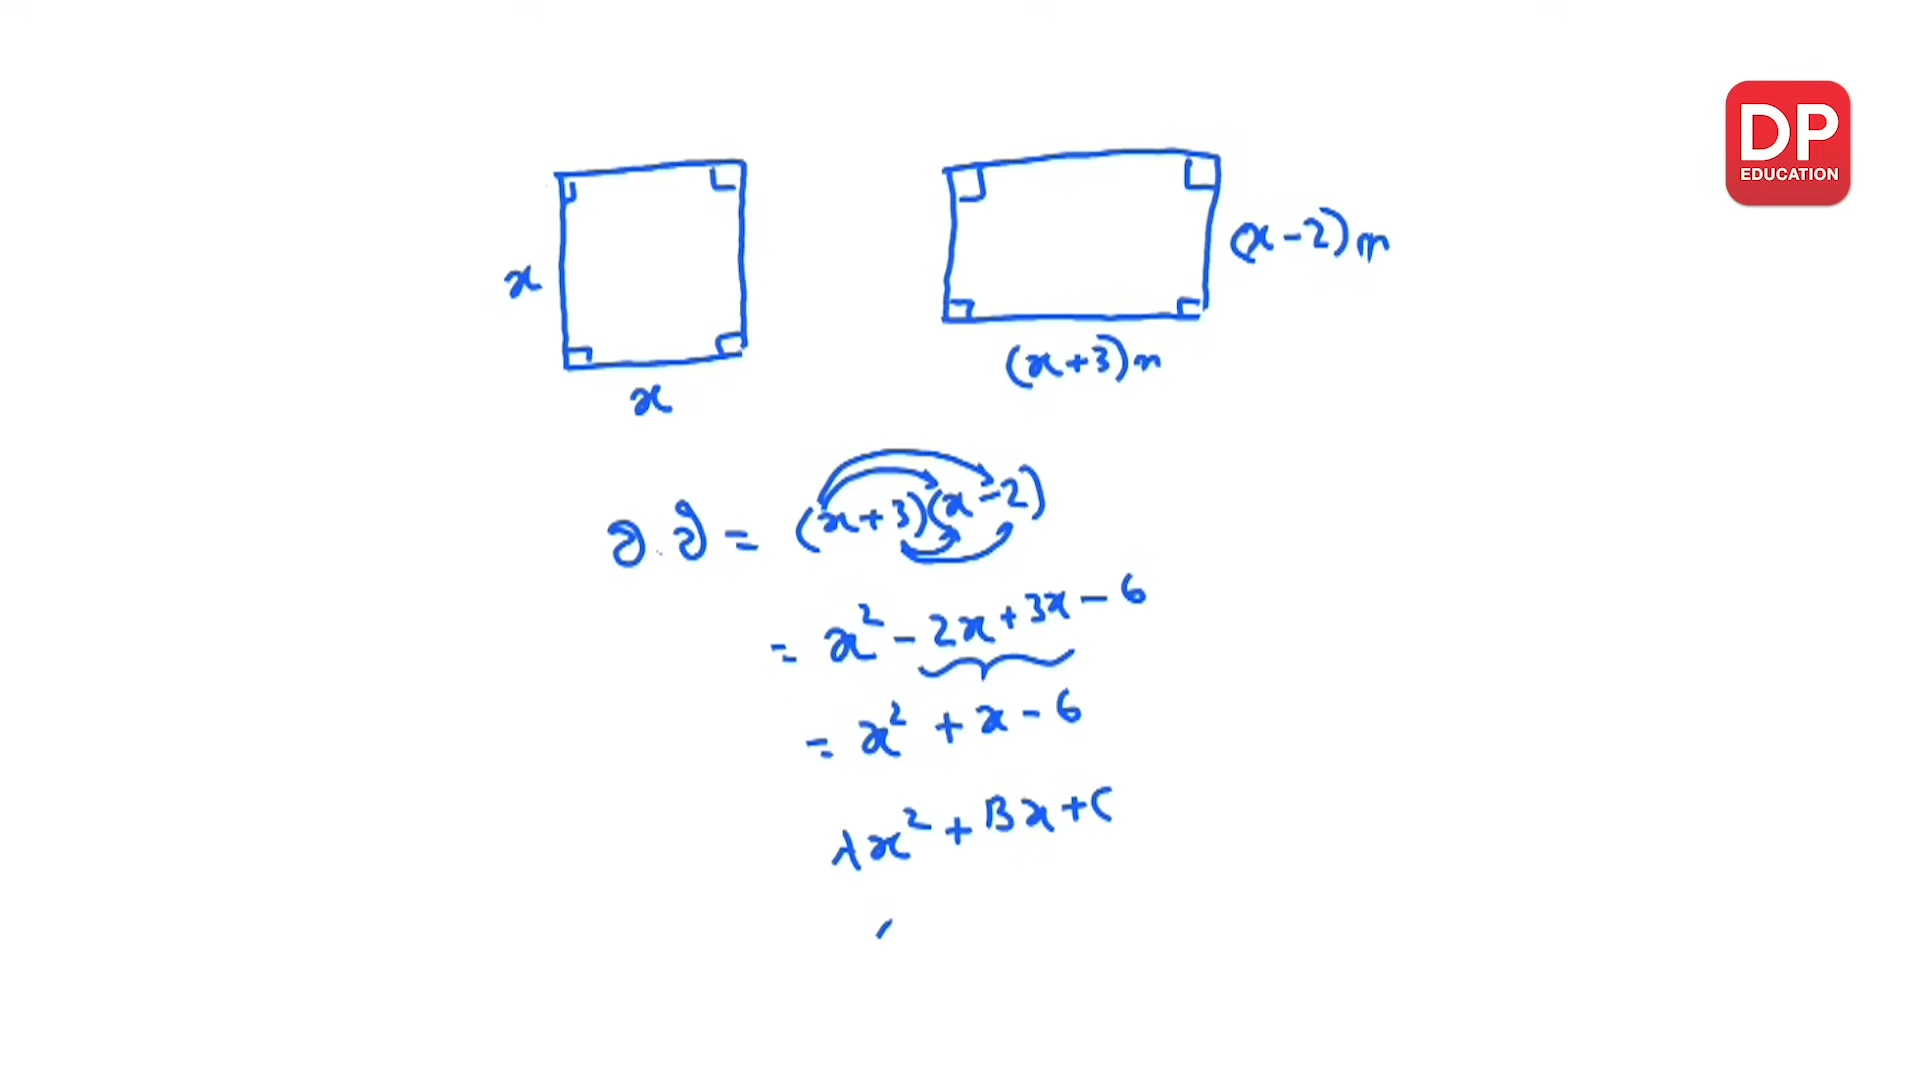 DP
EDUCATION
x
x
(x-2)m
(x+3)m
ව.ව = (x+3)(x-2)
= x² - 2x + 3x - 6
= x² + x - 6
Ax² + Bx + C